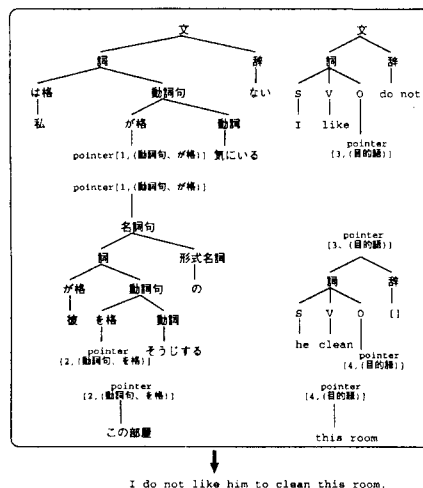 文 文
詞 辞 詞 辞
は格 動詞句 ない S V O do not
私 が格 動詞 I like pointer
pointer[1,(動詞句、が格)] 気にいる [3,(目的語)]
pointer[1,(動詞句、が格)]
名詞句 pointer
[3、(目的語)]
詞 形式名詞 詞 辞
が格 動詞句 の S V O []
彼 を格 動詞 he clean
pointer そうじする pointer
[2,(動詞句、を格)] [4,(目的語)]
pointer pointer
[2,(動詞句、を格)] [4,(目的語)]
この部屋 this room
I do not like him to clean this room.